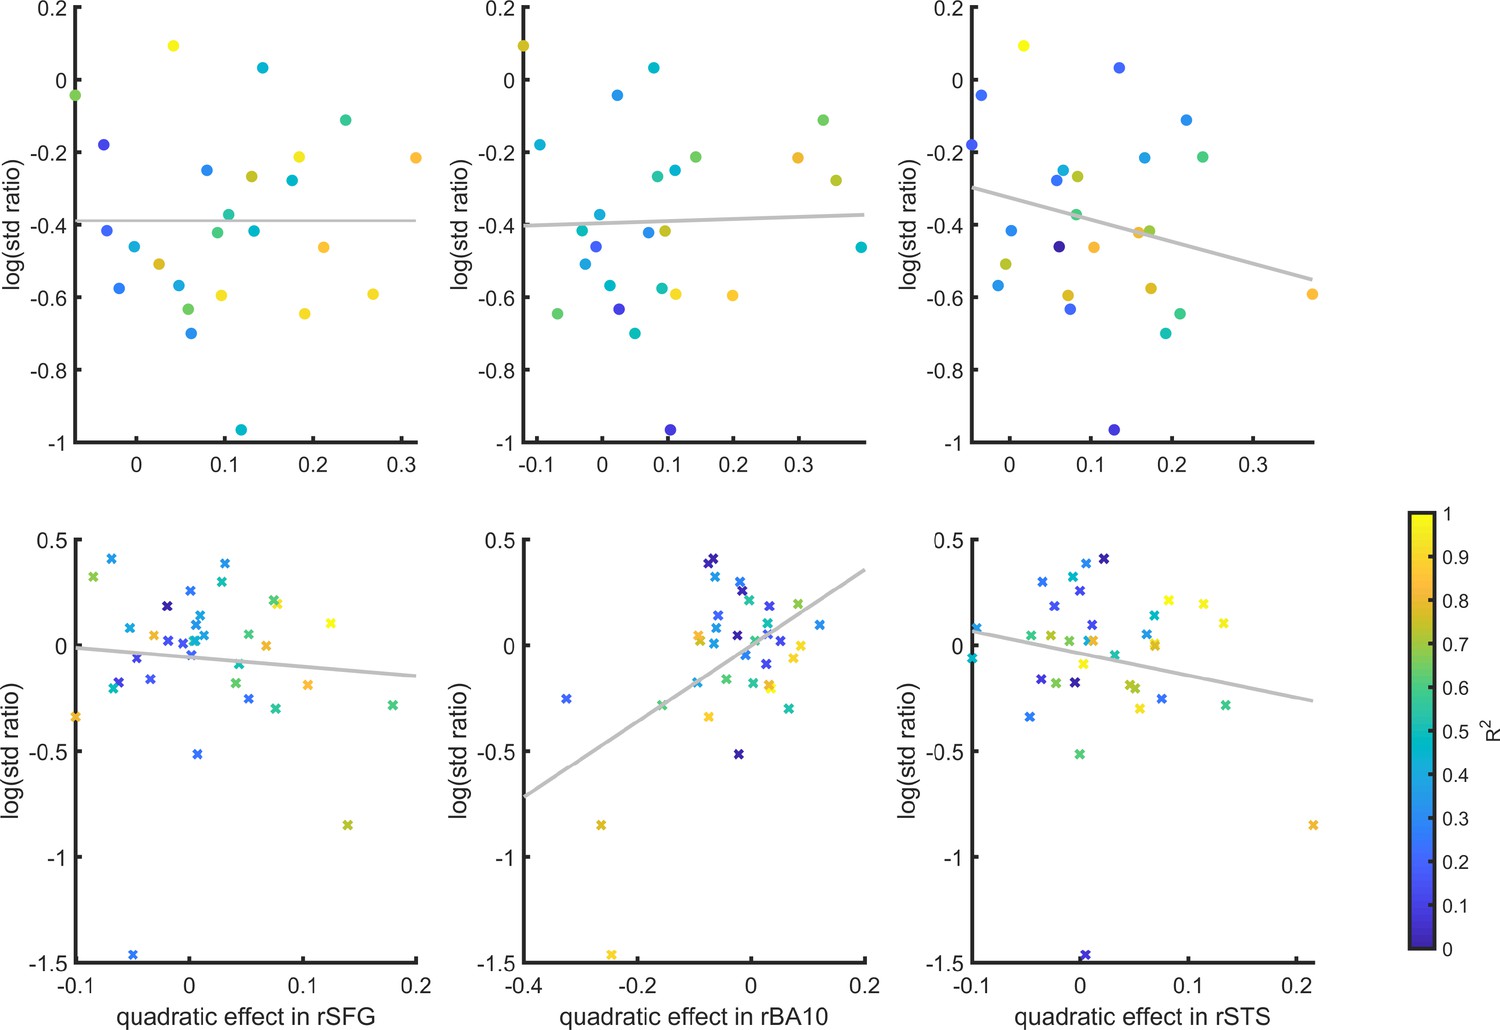 0.2
0
-0.2
-0.4
-0.6
-0.8
-1
log(std ratio)
0 0.1 0.2 0.3
0.2
0
-0.2
-0.4
-0.6
-0.8
-1
log(std ratio)
-0.1 0 0.1 0.2 0.3
0.2
0
-0.2
-0.4
-0.6
-0.8
-1
log(std ratio)
0 0.1 0.2 0.3
0.5
0
-0.5
-1
-1.5
log(std ratio)
-0.1 0 0.1 0.2
quadratic effect in rSFG
0.5
0
-0.5
-1
-1.5
log(std ratio)
-0.4 -0.2 0 0.2
quadratic effect in rBA10
0.5
0
-0.5
-1
-1.5
log(std ratio)
-0.1 0 0.1 0.2
quadratic effect in rSTS
1
0.9
0.8
0.7
0.6
0.5
0.4
0.3
0.2
0.1
0
R²